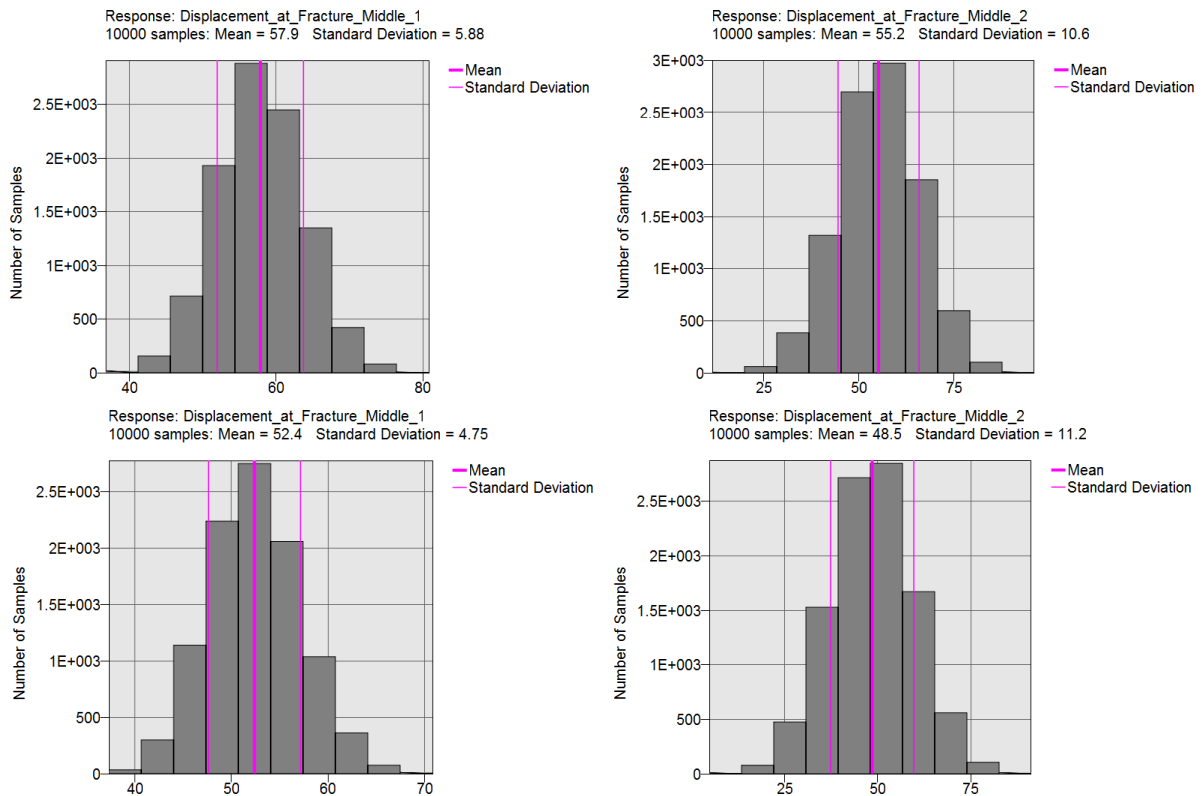 Response: Displacement_at_Fracture_Middle_1
10000 samples: Mean = 57.9 Standard Deviation = 5.88
Mean
Standard Deviation
Number of Samples
2.5E+003
2E+003
1.5E+003
1E+003
500
0
40 60 80
Response: Displacement_at_Fracture_Middle_2
10000 samples: Mean = 55.2 Standard Deviation = 10.6
Mean
Standard Deviation
Number of Samples
3E+003
2.5E+003
2E+003
1.5E+003
1E+003
500
0
25 50 75
Response: Displacement_at_Fracture_Middle_1
10000 samples: Mean = 52.4 Standard Deviation = 4.75
Mean
Standard Deviation
Number of Samples
2.5E+003
2E+003
1.5E+003
1E+003
500
0
40 50 60 70
Response: Displacement_at_Fracture_Middle_2
10000 samples: Mean = 48.5 Standard Deviation = 11.2
Mean
Standard Deviation
Number of Samples
2.5E+003
2E+003
1.5E+003
1E+003
500
0
25 50 75